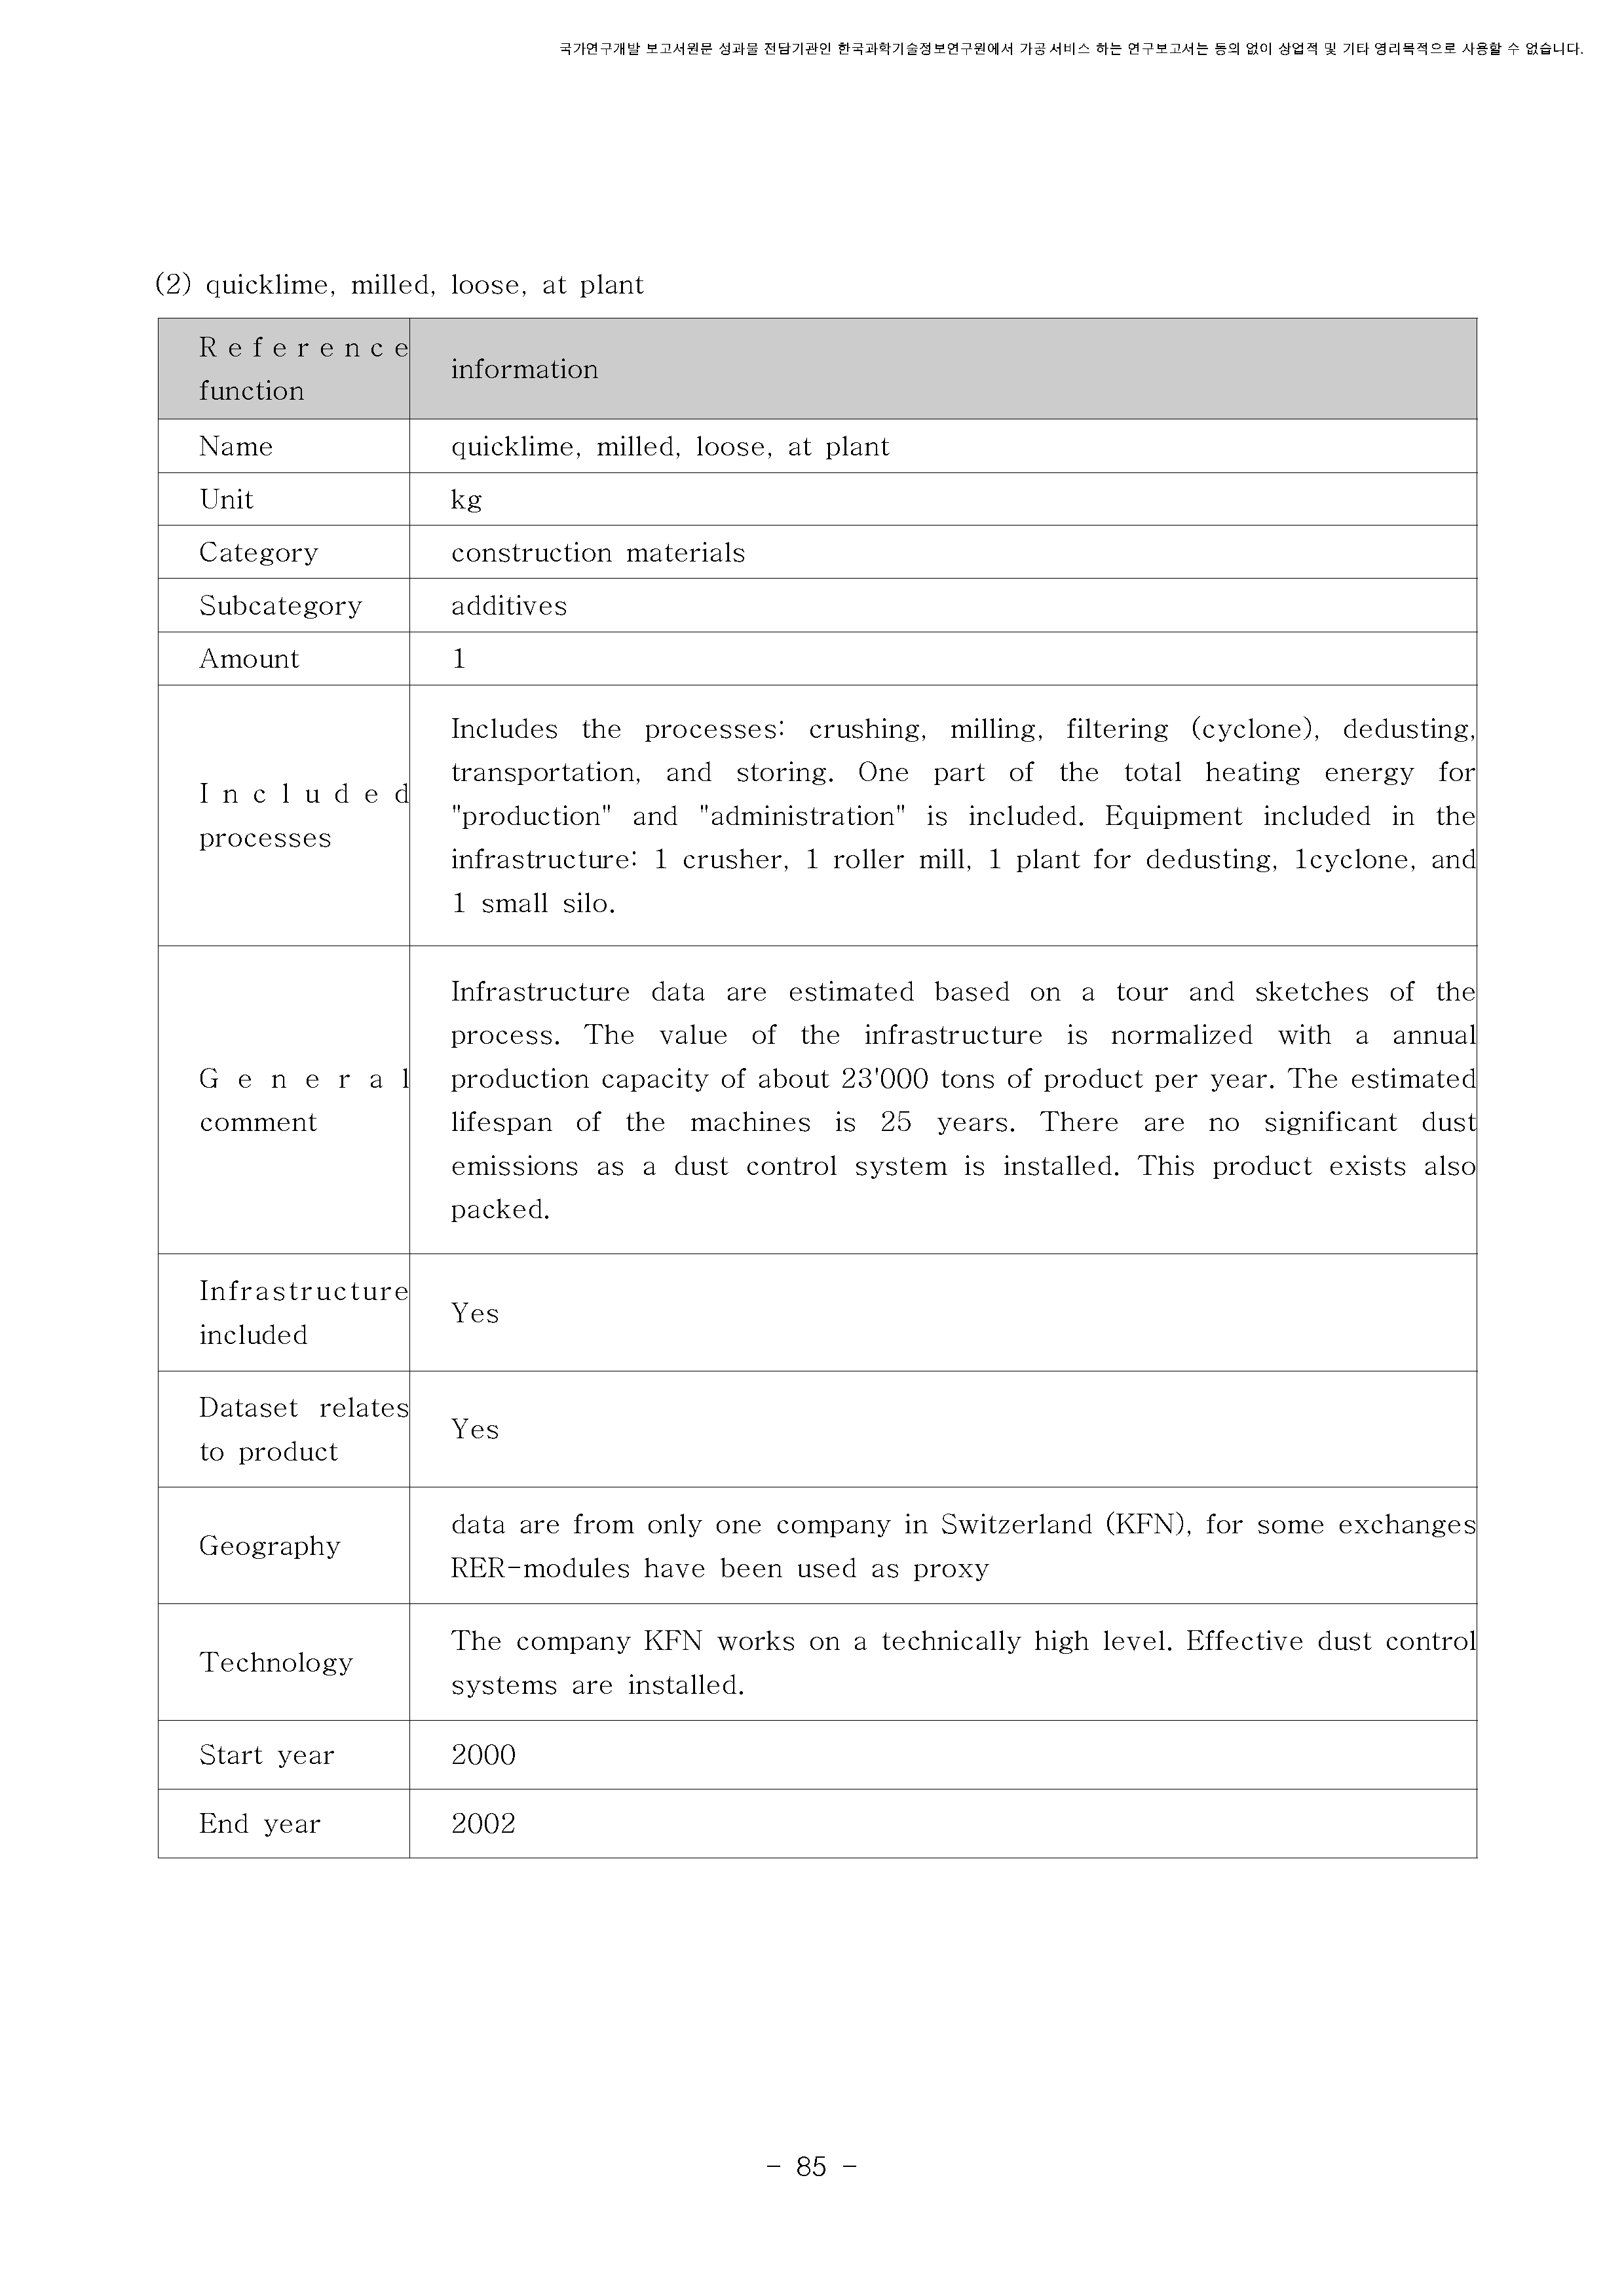 국가연구개발 보고서원문 성과물 전담기관인 한국과학기술정보연구원에서 가공·서비스 하는 연구보고서는 동의 없이 상업적 및 기타 영리목적으로 사용할 수 없습니다.
(2) quicklime, milled, loose, at plant
Reference
function
information
Name
quicklime, milled, loose, at plant
Unit
kg
Category
construction materials
Subcategory
additives
Amount
1
Included
processes
Includes the processes: crushing, milling, filtering (cyclone), dedusting,
transportation, and storing. One part of the total heating energy for
"production" and "administration" is included. Equipment included in the
infrastructure: 1 crusher, 1 roller mill, 1 plant for dedusting, 1cyclone, and
1 small silo.
General
comment
Infrastructure data are estimated based on a tour and sketches of the
process. The value of the infrastructure is normalized with a annual
production capacity of about 23'000 tons of product per year. The estimated
lifespan of the machines is 25 years. There are no significant dust
emissions as a dust control system is installed. This product exists also
packed.
Infrastructure
included
Yes
Dataset relates
to product
Yes
Geography
data are from only one company in Switzerland (KFN), for some exchanges
RER-modules have been used as proxy
Technology
The company KFN works on a technically high level. Effective dust control
systems are installed.
Start year
2000
End year
2002
- 85 -